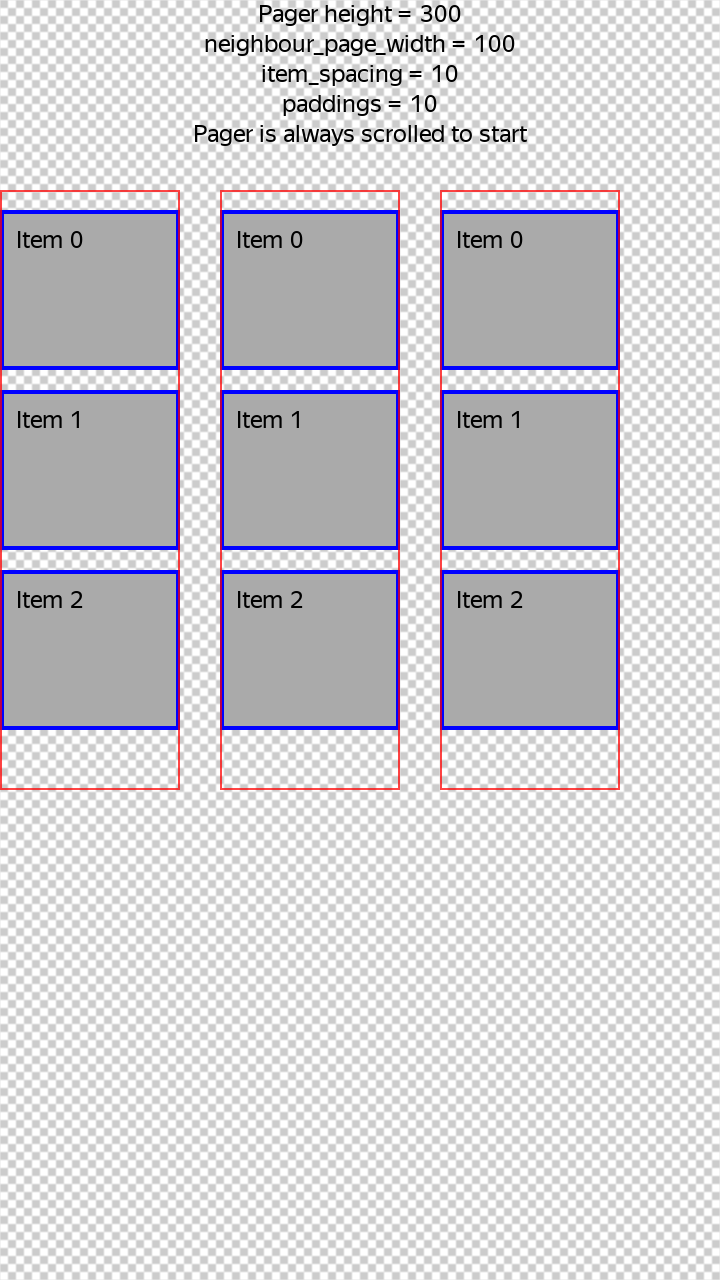 Pager height = 300
neighbour_page_width = 100
item_spacing = 10
paddings = 10
Pager is always scrolled to start
Item 0
Item 1
Item 2
Item 0
Item 1
Item 2
Item 0
Item 1
Item 2